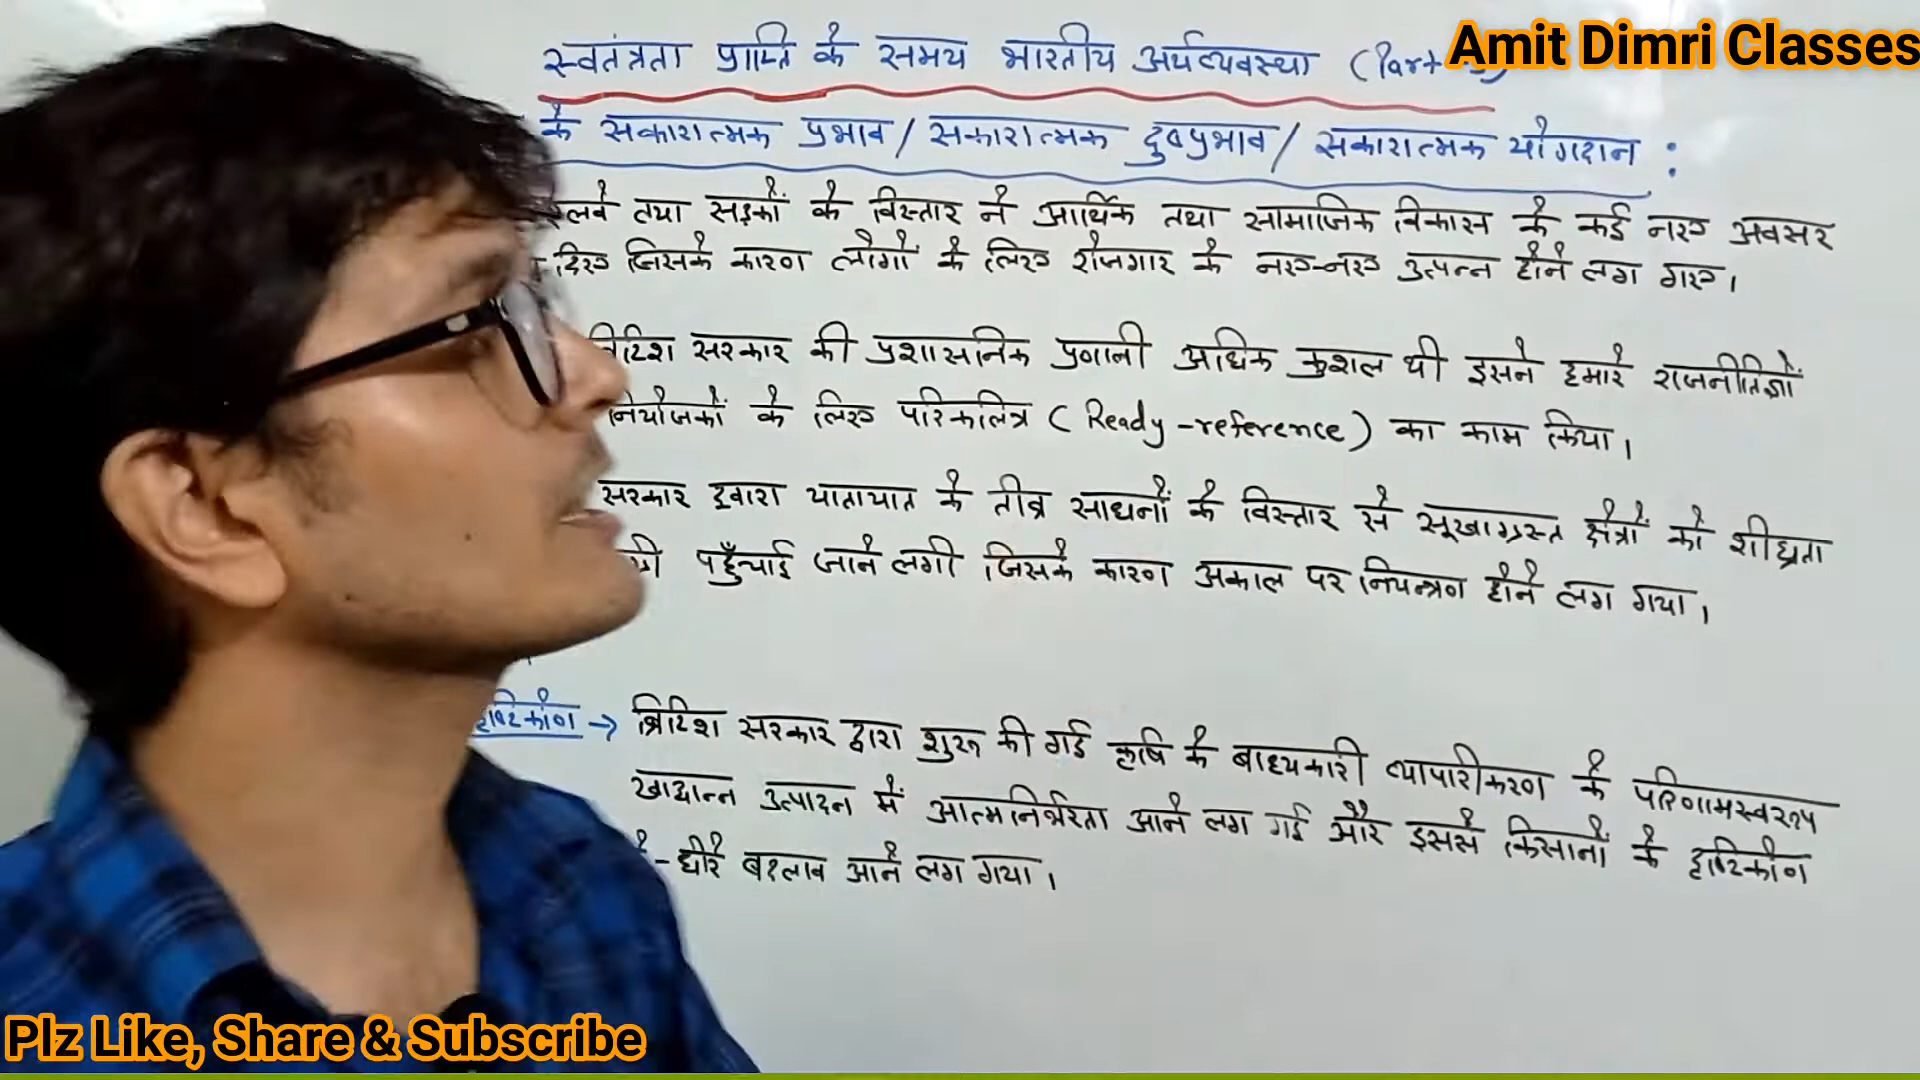 Amit Dimri Classes
स्वतंत्रता प्राप्ति के समय भारतीय अर्थव्यवस्था (Part
के सकारात्मक प्रभाव / सकारात्मक दुष्प्रभाव / सकारात्मक योगदान :
लवे तथा सड़कों के विस्तार ने आर्थिक तथा सामाजिक विकास के कई नए अवसर
दिए जिसके कारण लोगों के लिए रोजगार के नए-नए उत्पन्न होने लग गए।
ब्रिटिश सरकार की प्रशासनिक प्रणाली अधिक कुशल थी इसने हमारे राजनीतिज्ञों
नियोजकों के लिए परिकलित्र (Ready-reference) का काम किया।
सरकार द्वारा यातायात के तीव्र साधनों के विस्तार से सूखाग्रस्त क्षेत्रों को शीघ्रता
पहुँचाई जाने लगी जिसके कारण अकाल पर नियन्त्रण होने लग गया।
दृष्टिकोण → ब्रिटिश सरकार द्वारा शुरु की गई कृषि के बाध्यकारी व्यापारीकरण के परिणामस्वरुप
खाद्यान्न उत्पादन में आत्मनिर्भरता आने लग गई और इससे किसानों के दृष्टिकोण
-धीरे बदलाव आने लग गया।
Plz Like, Share & Subscribe